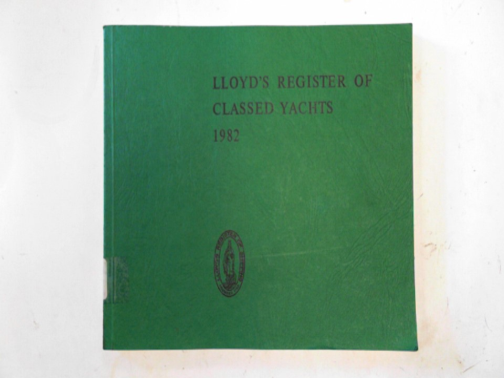 LLOYD'S REGISTER OF
CLASSED YACHTS
1982